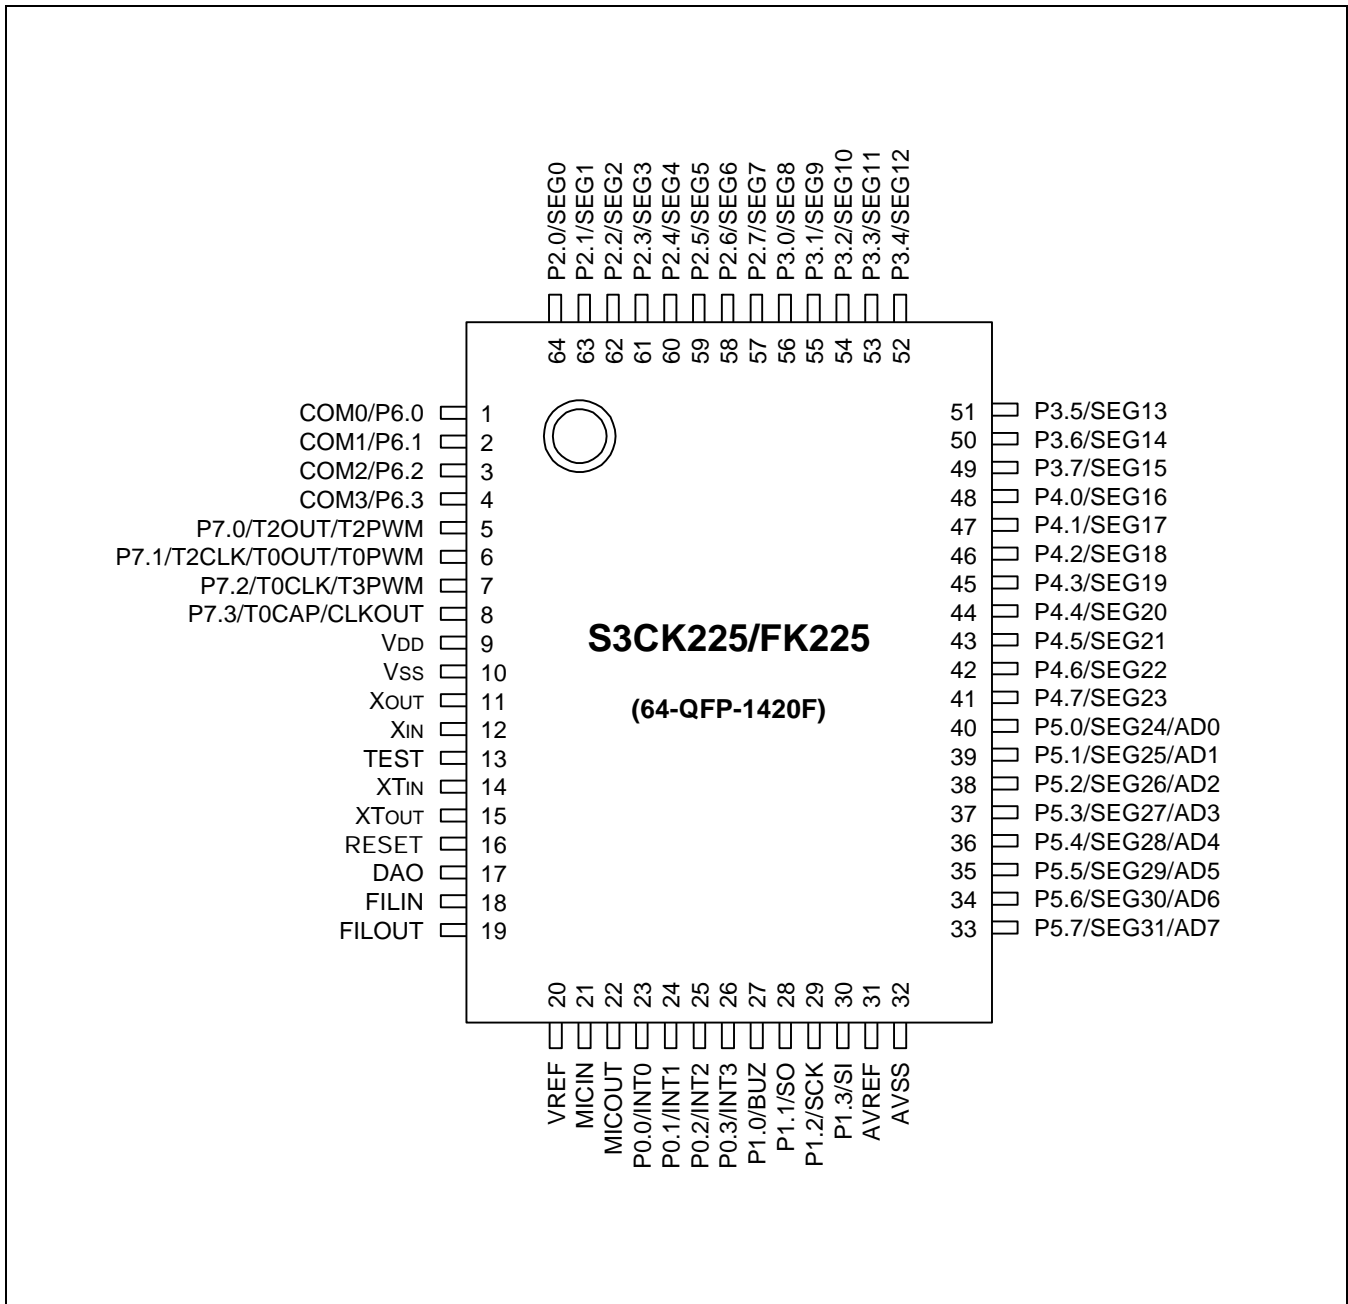 P2.0/SEG0
P2.1/SEG1
P2.2/SEG2
P2.3/SEG3
P2.4/SEG4
P2.5/SEG5
P2.6/SEG6
P2.7/SEG7
P3.0/SEG8
P3.1/SEG9
P3.2/SEG10
P3.3/SEG11
P3.4/SEG12
64
63
62
61
60
59
58
57
56
55
54
53
52
COM0/P6.0 1
COM1/P6.1 2
COM2/P6.2 3
COM3/P6.3 4
P7.0/T2OUT/T2PWM 5
P7.1/T2CLK/T0OUT/T0PWM 6
P7.2/T0CLK/T3PWM 7
P7.3/T0CAP/CLKOUT 8
VDD 9
VSS 10
XOUT 11
XIN 12
TEST 13
XTIN 14
XTOUT 15
RESET 16
DAO 17
FILIN 18
FILOUT 19
S3CK225/FK225
(64-QFP-1420F)
51 P3.5/SEG13
50 P3.6/SEG14
49 P3.7/SEG15
48 P4.0/SEG16
47 P4.1/SEG17
46 P4.2/SEG18
45 P4.3/SEG19
44 P4.4/SEG20
43 P4.5/SEG21
42 P4.6/SEG22
41 P4.7/SEG23
40 P5.0/SEG24/AD0
39 P5.1/SEG25/AD1
38 P5.2/SEG26/AD2
37 P5.3/SEG27/AD3
36 P5.4/SEG28/AD4
35 P5.5/SEG29/AD5
34 P5.6/SEG30/AD6
33 P5.7/SEG31/AD7
20
21
22
23
24
25
26
27
28
29
30
31
32
VREF
MICIN
MICOUT
P0.0/INT0
P0.1/INT1
P0.2/INT2
P0.3/INT3
P1.0/BUZ
P1.1/SO
P1.2/SCK
P1.3/SI
AVREF
AVSS